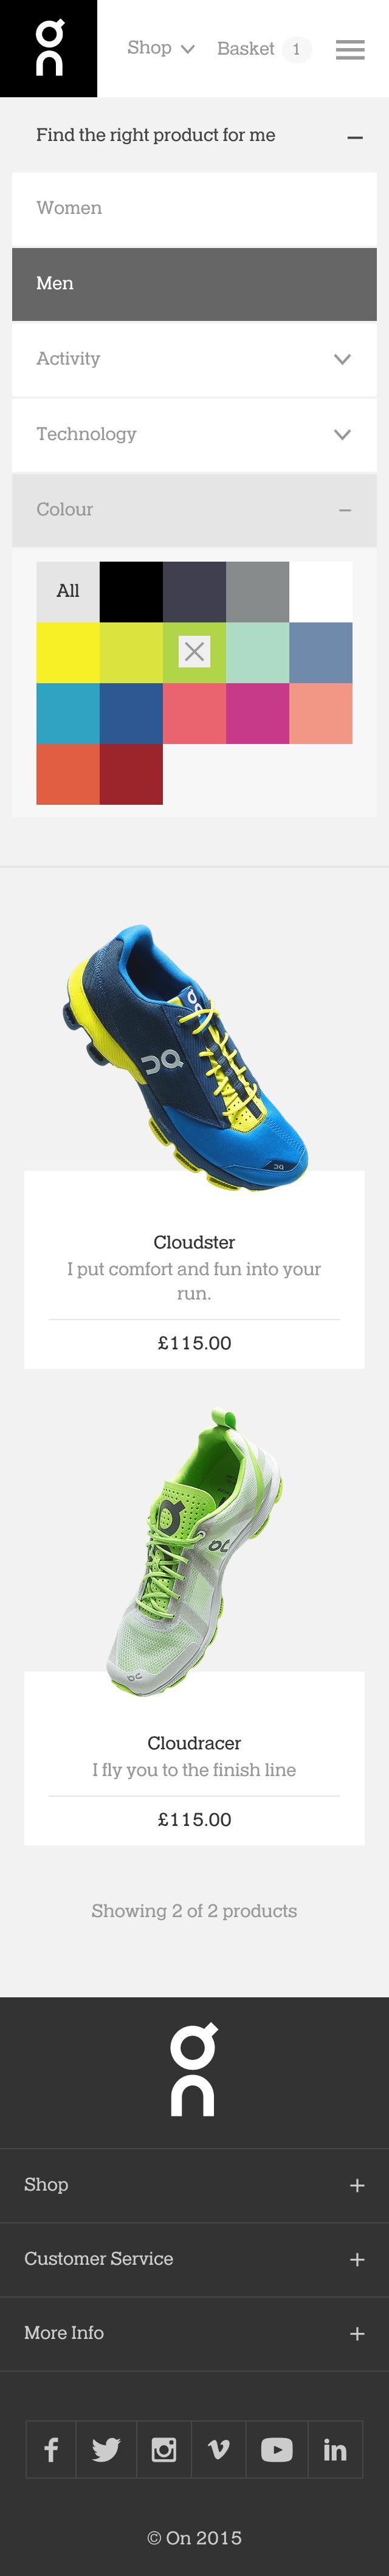 Shop
Basket 1
Find the right product for me
Women
Men
Activity
Technology
Colour
All
Cloudster
I put comfort and fun into your
run.
£115.00
Cloudracer
I fly you to the finish line
£115.00
Showing 2 of 2 products
on
Shop
Customer Service
More Info
© On 2015